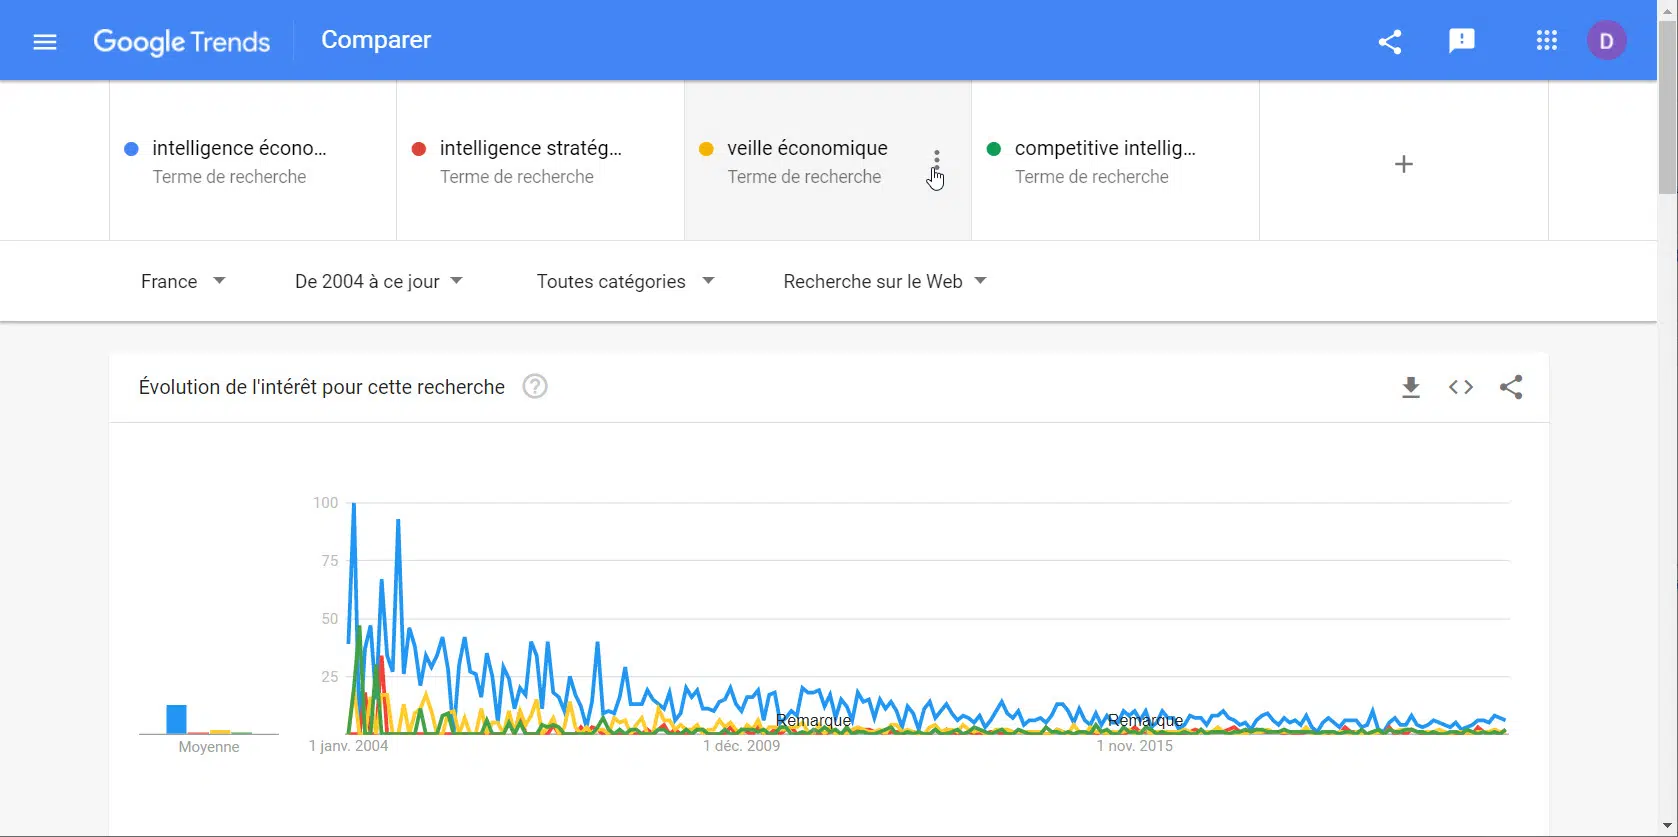 Google Trends
Comparer
D
intelligence écono...
Terme de recherche
intelligence stratég...
Terme de recherche
veille économique
Terme de recherche
competitive intellig...
Terme de recherche
France
De 2004 à ce jour
Toutes catégories
Recherche sur le Web
Évolution de l'intérêt pour cette recherche
100
75
50
25
Remarque
Remarque
Moyenne
1 janv. 2004
1 déc. 2009
1 nov. 2015